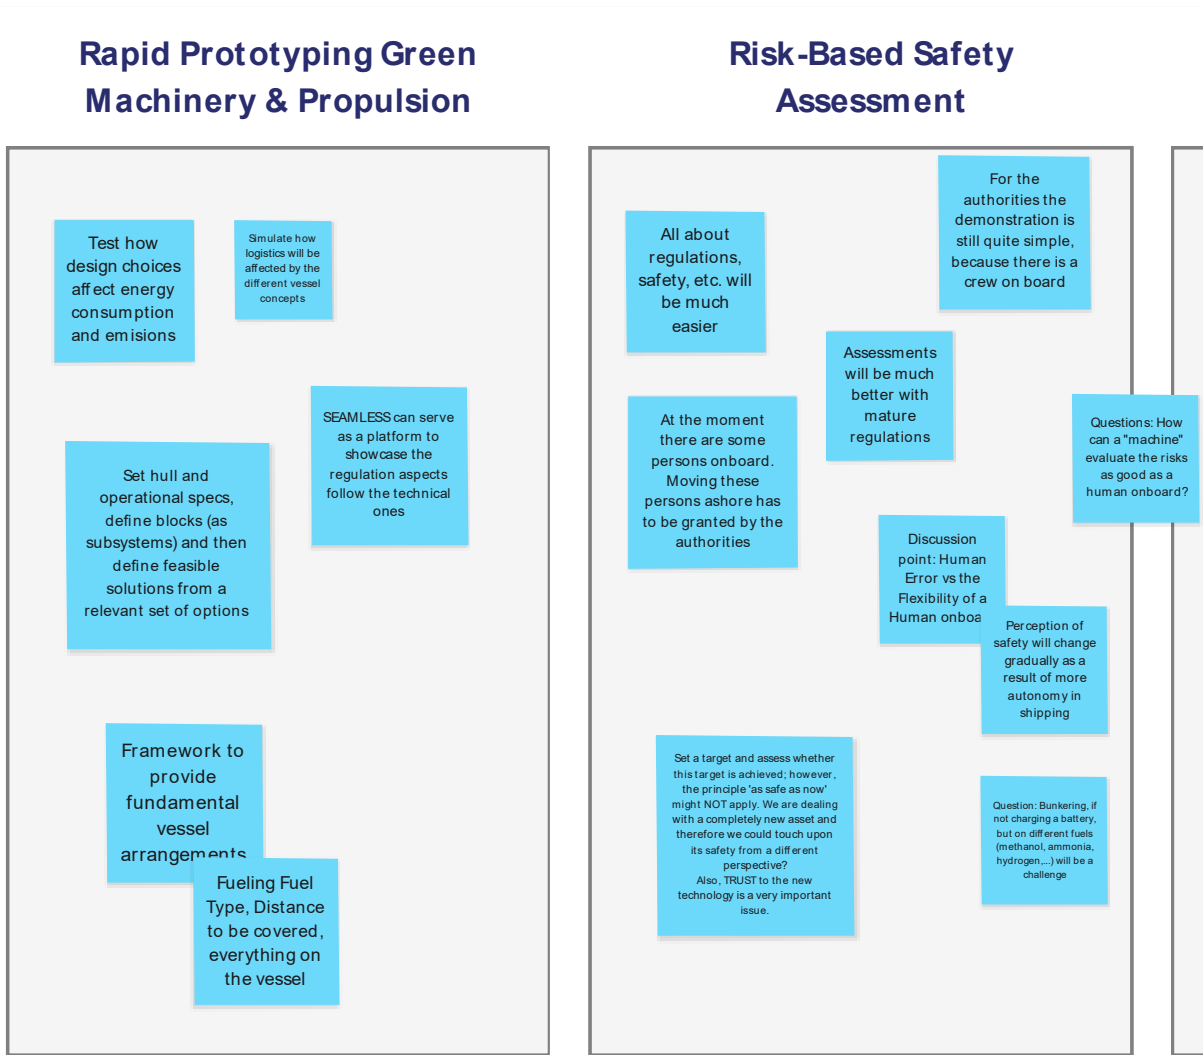 Rapid Prototyping Green
Machinery & Propulsion
Test how
design choices
affect energy
consumption
and emisions
Simulate how
logistics will be
affected by the
different vessel
concepts
SEAMLESS can serve
as a platform to
showcase the
regulation aspects
follow the technical
ones
Set hull and
operational specs,
define blocks (as
subsystems) and then
define feasible
solutions from a
relevant set of options
Framework to
provide
fundamental
vessel
arrangements
Fueling Fuel
Type, Distance
to be covered,
everything on
the vessel
Risk-Based Safety
Assessment
For the
authorities the
demonstration is
still quite simple,
because there is a
crew on board
All about
regulations,
safety, etc. will
be much
easier
Assessments
will be much
better with
mature
regulations
At the moment
there are some
persons onboard.
Moving these
persons ashore has
to be granted by the
authorities
Questions: How
can a "machine"
evaluate the risks
as good as a
human onboard?
Discussion
point: Human
Error vs the
Flexibility of a
Human onboa
Perception of
safety will change
gradually as a
result of more
autonomy in
shipping
Set a target and assess whether
this target is achieved; however,
the principle 'as safe as now'
might NOT apply. We are dealing
with a completely new asset and
therefore we could touch upon
its safety from a different
perspective?
Also, TRUST to the new
technology is a very important
issue.
Question: Bunkering, if
not charging a battery,
but on different fuels
(methanol, ammonia,
hydrogen,...) will be a
challenge